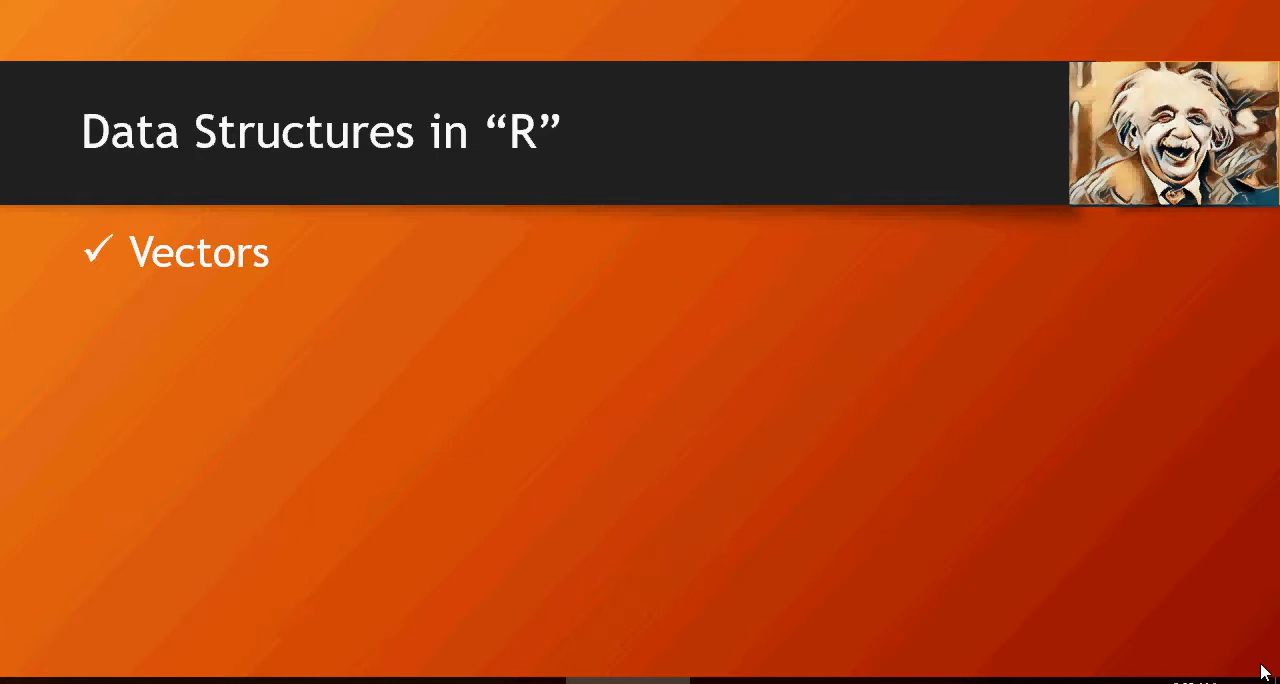 Data Structures in “R”
✓ Vectors